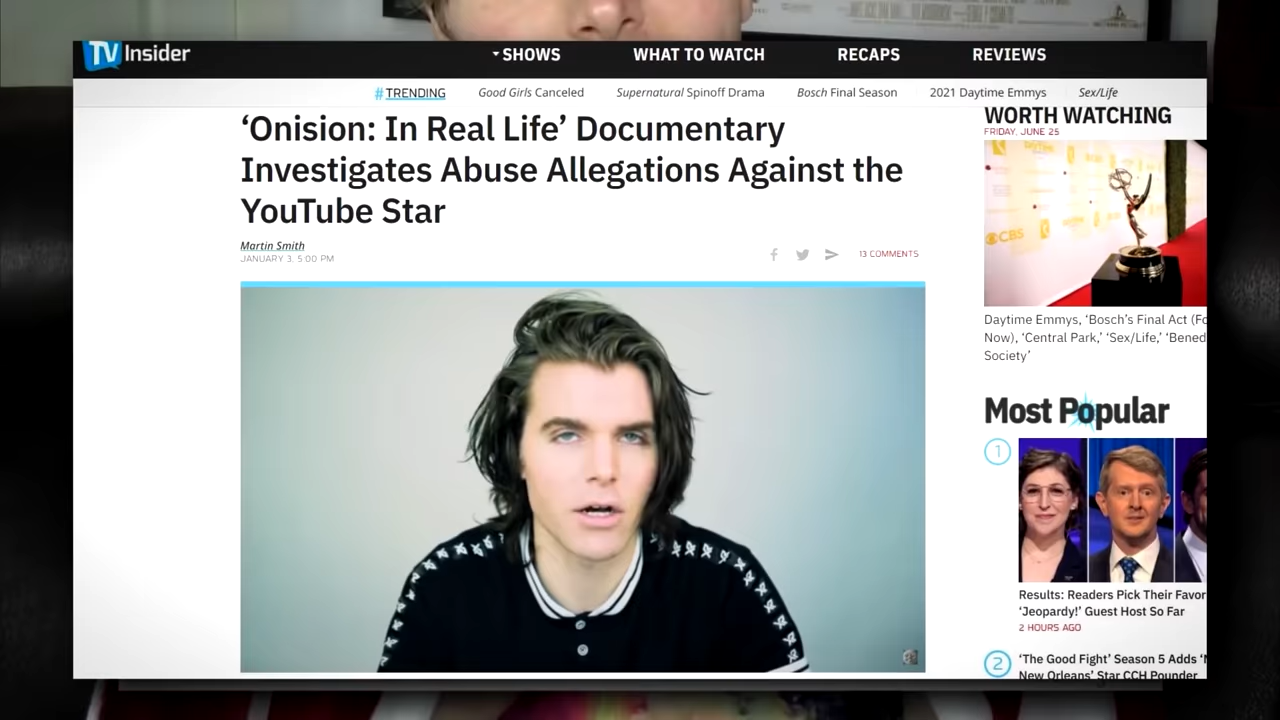 TV Insider
SHOWS
WHAT TO WATCH
RECAPS
REVIEWS
#TRENDING
Good Girls Canceled
Supernatural Spinoff Drama
Bosch Final Season
2021 Daytime Emmys
Sex/Life
‘Onision: In Real Life’ Documentary
Investigates Abuse Allegations Against the
YouTube Star
Martin Smith
JANUARY 3, 5:00 PM
13 COMMENTS
WORTH WATCHING
FRIDAY, JUNE 25
CBS
Daytime Emmys, ‘Bosch’s Final Act (Fo
Now), ‘Central Park,’ ‘Sex/Life,’ ‘Bened
Society’
Most Popular
1
Results: Readers Pick Their Favor
‘Jeopardy!’ Guest Host So Far
2 HOURS AGO
2
‘The Good Fight’ Season 5 Adds ‘N
New Orleans’ Star CCH Pounder